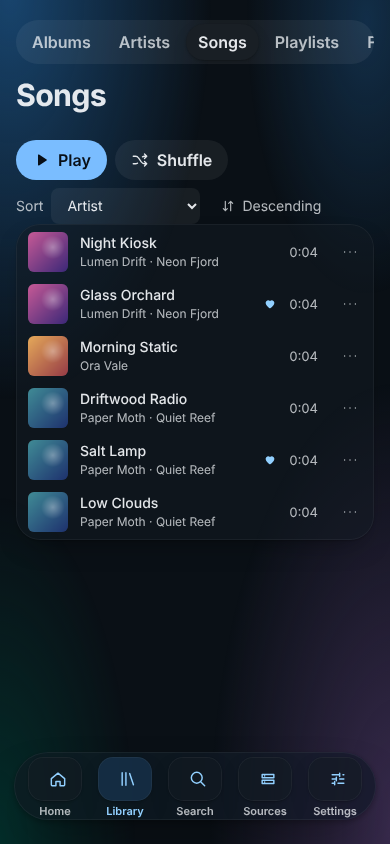 Albums Artists Songs Playlists F
Songs
Play Shuffle
Sort Artist Descending
Night Kiosk
Lumen Drift · Neon Fjord
0:04 ···
Glass Orchard
Lumen Drift · Neon Fjord
0:04 ···
Morning Static
Ora Vale
0:04 ···
Driftwood Radio
Paper Moth · Quiet Reef
0:04 ···
Salt Lamp
Paper Moth · Quiet Reef
0:04 ···
Low Clouds
Paper Moth · Quiet Reef
0:04 ···
Home Library Search Sources Settings